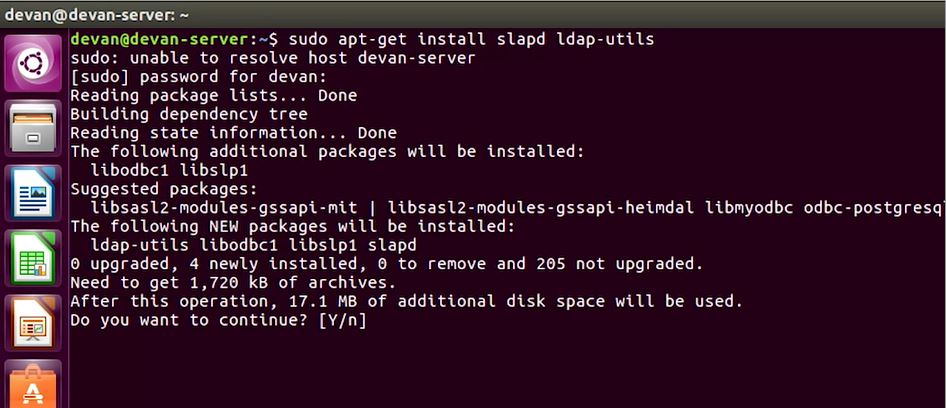 devan@devan-server: ~
devan@devan-server:~$ sudo apt-get install slapd ldap-utils
sudo: unable to resolve host devan-server
[sudo] password for devan:
Reading package lists... Done
Building dependency tree
Reading state information... Done
The following additional packages will be installed:
  libodbc1 libslp1
Suggested packages:
  libsasl2-modules-gssapi-mit | libsasl2-modules-gssapi-heimdal libmyodbc odbc-postgresql
The following NEW packages will be installed:
  ldap-utils libodbc1 libslp1 slapd
0 upgraded, 4 newly installed, 0 to remove and 205 not upgraded.
Need to get 1,720 kB of archives.
After this operation, 17.1 MB of additional disk space will be used.
Do you want to continue? [Y/n]